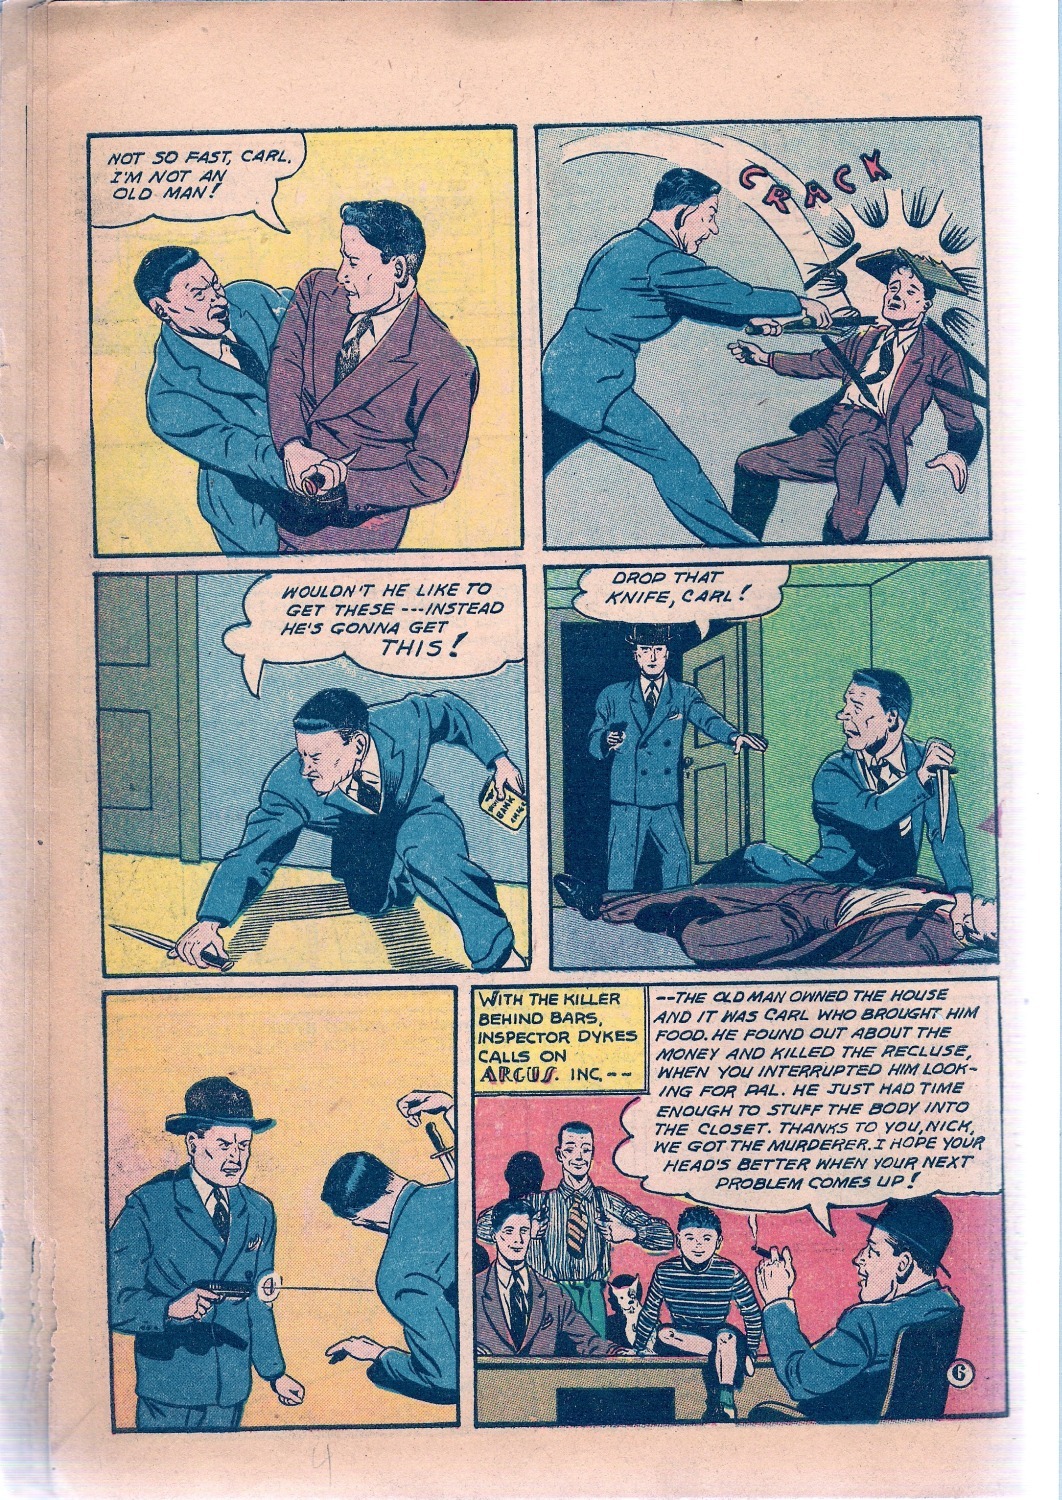 NOT SO FAST, CARL.
I'M NOT AN
OLD MAN!
CRACK
WOULDN'T HE LIKE TO
GET THESE --- INSTEAD
HE'S GONNA GET
THIS!
BANK
DROP THAT
KNIFE, CARL!
WITH THE KILLER
BEHIND BARS,
INSPECTOR DYKES
CALLS ON
ARGUS. INC. --
--THE OLD MAN OWNED THE HOUSE
AND IT WAS CARL WHO BROUGHT HIM
FOOD. HE FOUND OUT ABOUT THE
MONEY AND KILLED THE RECLUSE,
WHEN YOU INTERRUPTED HIM LOOK-
ING FOR PAL. HE JUST HAD TIME
ENOUGH TO STUFF THE BODY INTO
THE CLOSET. THANKS TO YOU, NICK,
WE GOT THE MURDERER. I HOPE YOUR
HEAD'S BETTER WHEN YOUR NEXT
PROBLEM COMES UP!
6
4